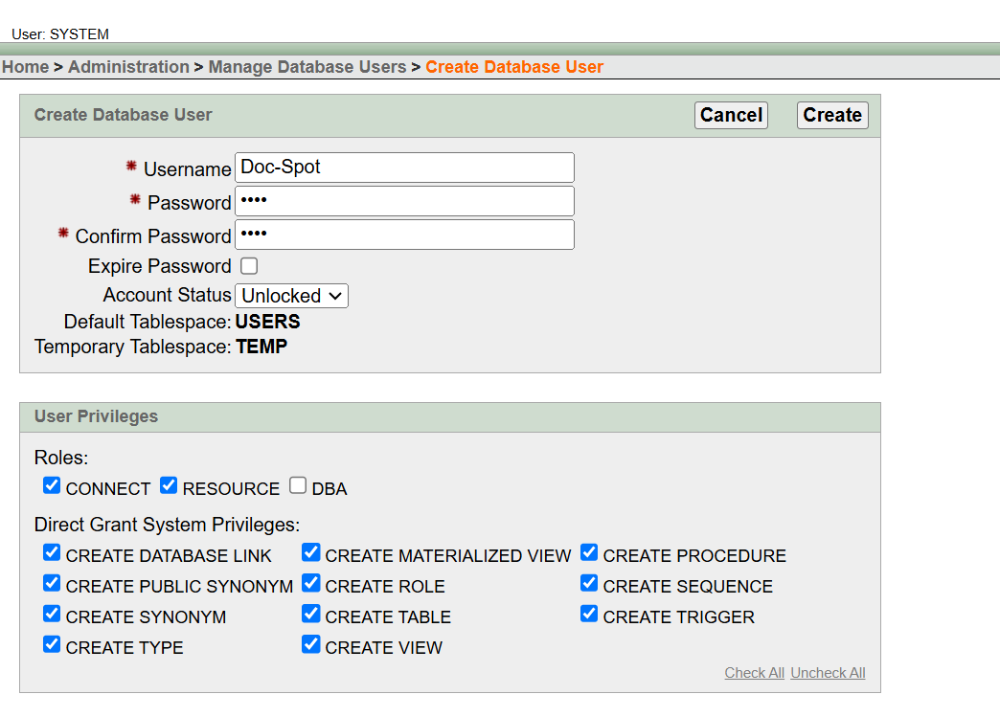 User: SYSTEM
Home > Administration > Manage Database Users > Create Database User
Create Database User Cancel Create
Username Doc-Spot
Password ••••
Confirm Password ••••
Expire Password
Account Status Unlocked
Default Tablespace: USERS
Temporary Tablespace: TEMP
User Privileges
Roles:
CONNECT RESOURCE DBA
Direct Grant System Privileges:
CREATE DATABASE LINK CREATE MATERIALIZED VIEW CREATE PROCEDURE
CREATE PUBLIC SYNONYM CREATE ROLE CREATE SEQUENCE
CREATE SYNONYM CREATE TABLE CREATE TRIGGER
CREATE TYPE CREATE VIEW
Check All Uncheck All